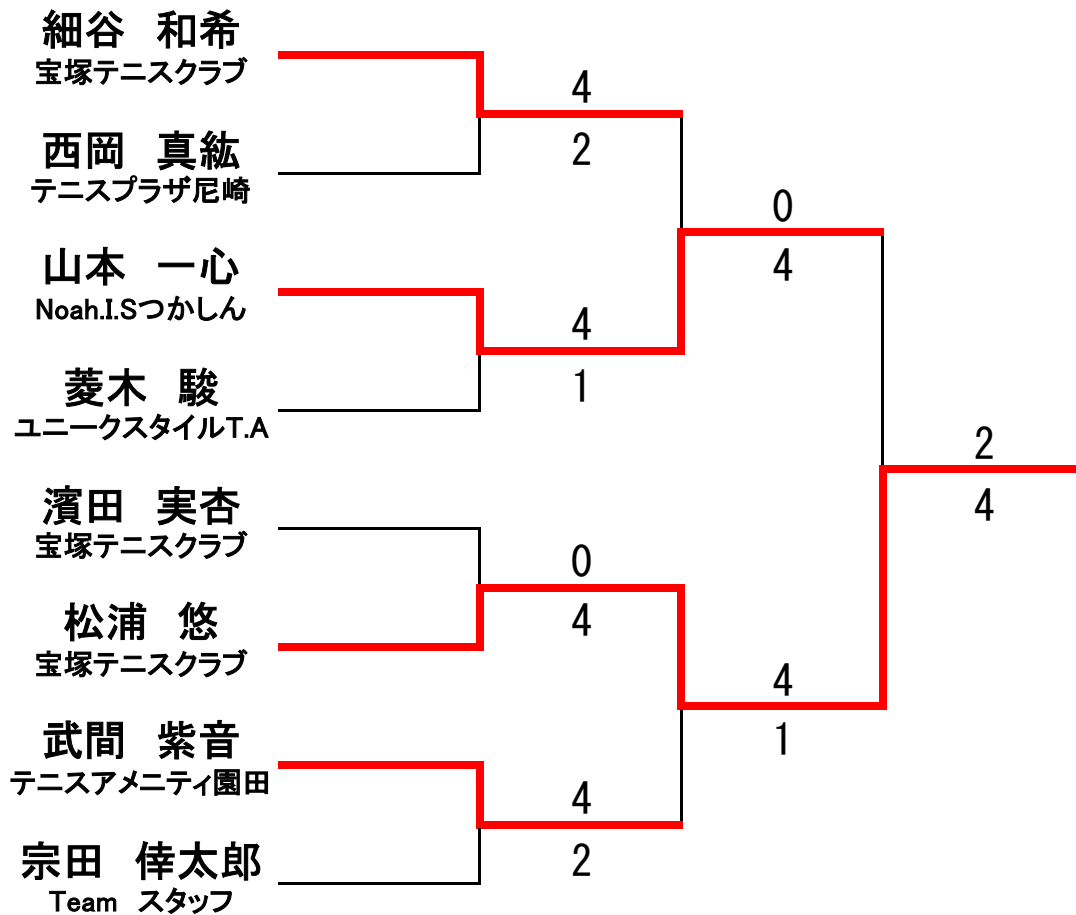 細谷　和希
宝塚テニスクラブ
4
西岡　真紘
2
テニスプラザ尼崎
0
山本　一心
4
Noah.I.Sつかしん
4
菱木　駿
1
ユニークスタイルT.A
2
濱田　実杏
4
宝塚テニスクラブ
0
松浦　悠
4
宝塚テニスクラブ
4
武間　紫音
1
テニスアメニティ園田
4
宗田　倖太郎
2
Team　スタッフ